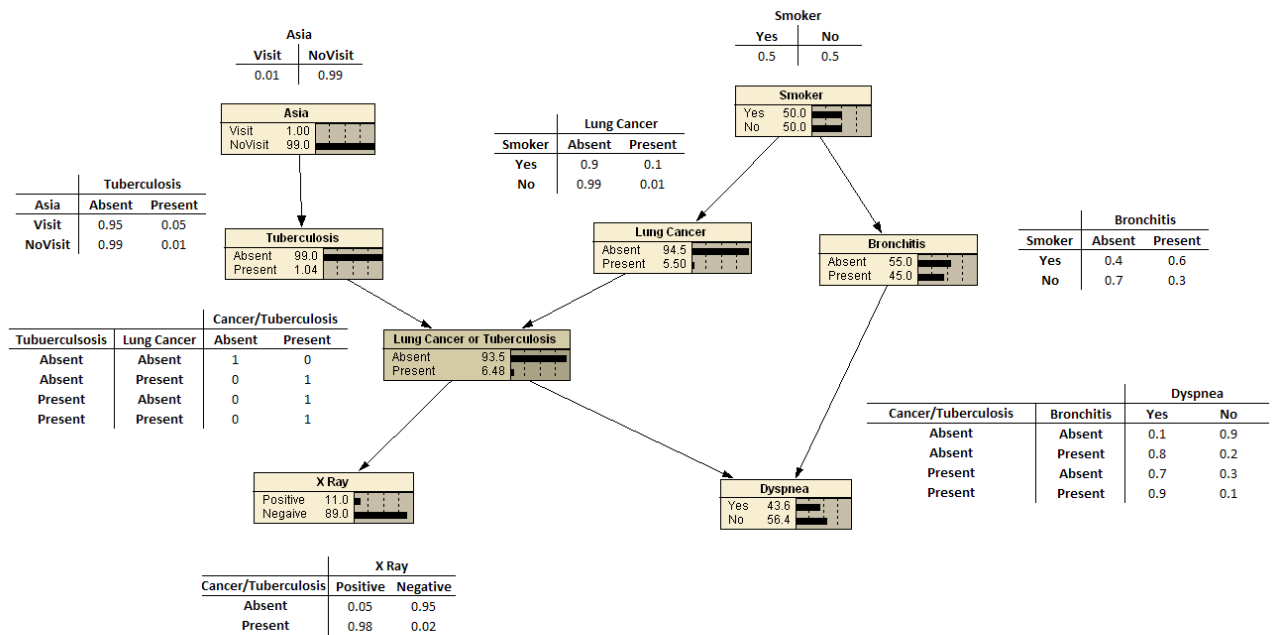 Smoker
Yes No
0.5 0.5
Asia
Visit NoVisit
0.01 0.99
Smoker
Yes 50.0
No 50.0
Asia
Visit 1.00
NoVisit 99.0
Lung Cancer
Smoker Absent Present
Yes 0.9 0.1
No 0.99 0.01
Tuberculosis
Asia Absent Present
Visit 0.95 0.05
NoVisit 0.99 0.01
Tuberculosis
Absent 99.0
Present 1.04
Lung Cancer
Absent 94.5
Present 5.50
Bronchitis
Absent 55.0
Present 45.0
Bronchitis
Smoker Absent Present
Yes 0.4 0.6
No 0.7 0.3
Cancer/Tuberculosis
Tubuerculsosis Lung Cancer Absent Present
Absent Absent 1 0
Absent Present 0 1
Present Absent 0 1
Present Present 0 1
Lung Cancer or Tuberculosis
Absent 93.5
Present 6.48
Dyspnea
Cancer/Tuberculosis Bronchitis Yes No
Absent Absent 0.1 0.9
Absent Present 0.8 0.2
Present Absent 0.7 0.3
Present Present 0.9 0.1
X Ray
Positive 11.0
Negaive 89.0
Dyspnea
Yes 43.6
No 56.4
X Ray
Cancer/Tuberculosis Positive Negative
Absent 0.05 0.95
Present 0.98 0.02